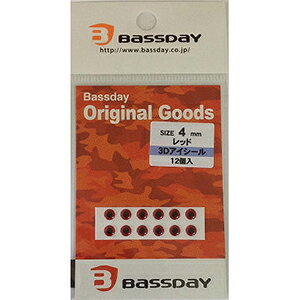 BASSDAY
http://www.bassday.co.jp/
Bassday
Original Goods
SIZE 4 mm
レッド
3Dアイシール
12個入
BASSDAY